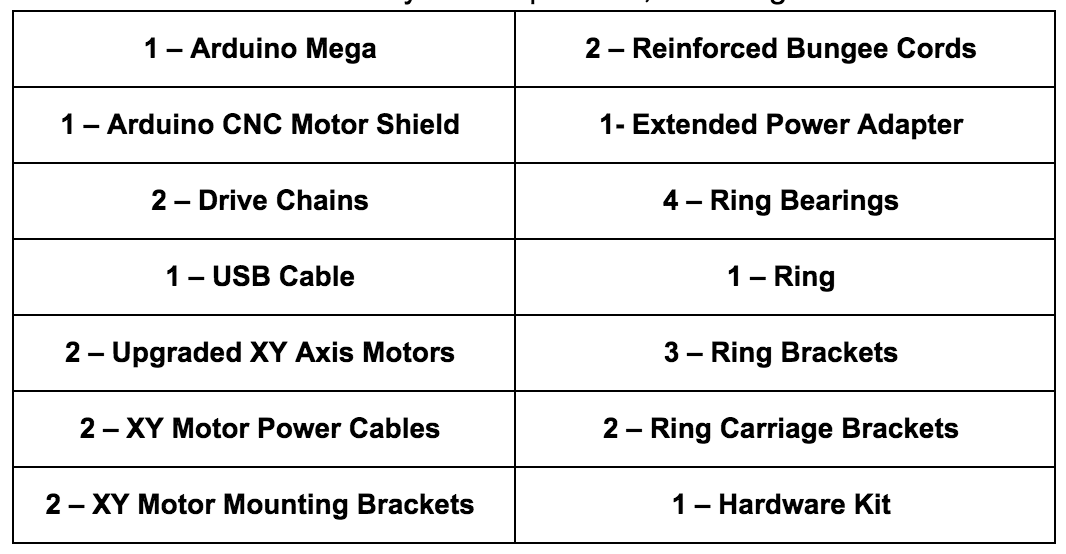 1 – Arduino Mega
2 – Reinforced Bungee Cords
1 – Arduino CNC Motor Shield
1- Extended Power Adapter
2 – Drive Chains
4 – Ring Bearings
1 – USB Cable
1 – Ring
2 – Upgraded XY Axis Motors
3 – Ring Brackets
2 – XY Motor Power Cables
2 – Ring Carriage Brackets
2 – XY Motor Mounting Brackets
1 – Hardware Kit